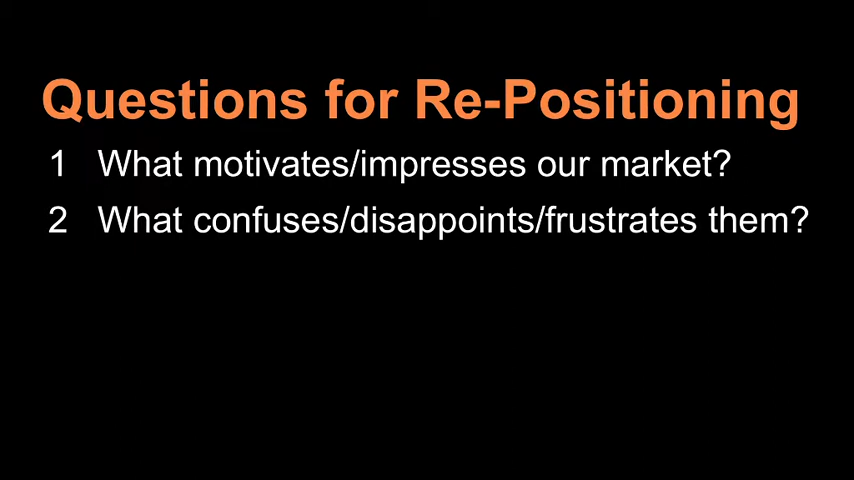 Questions for Re-Positioning
1 What motivates/impresses our market?
2 What confuses/disappoints/frustrates them?